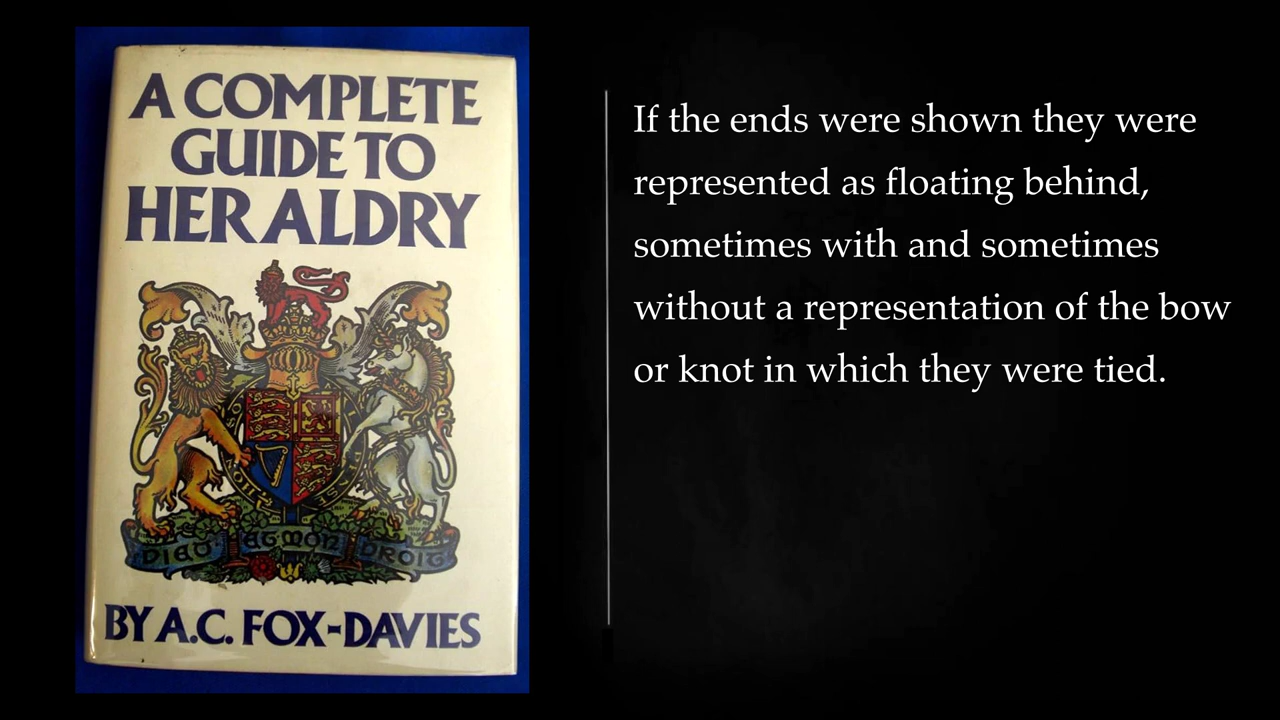 A COMPLETE
GUIDE TO
HERALDRY
DIEU ET MON DROIT
BY A.C. FOX-DAVIES
If the ends were shown they were
represented as floating behind,
sometimes with and sometimes
without a representation of the bow
or knot in which they were tied.